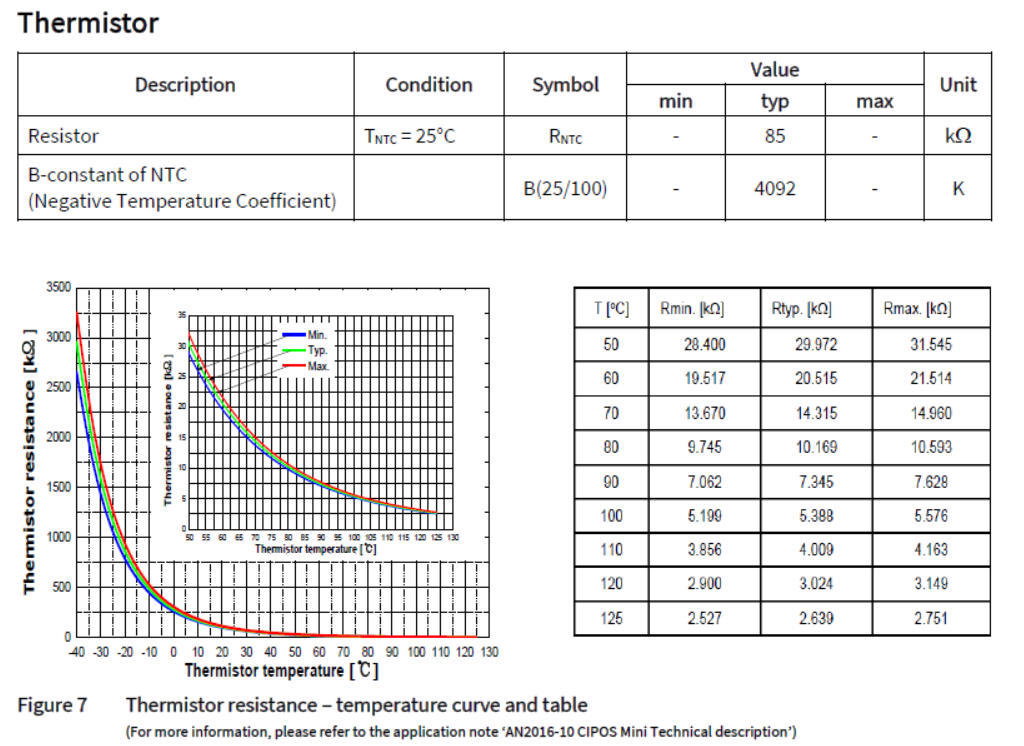 Thermistor
Description Condition Symbol Value Unit
min typ max
Resistor TNTC = 25°C RNTC - 85 - kΩ
B-constant of NTC
(Negative Temperature Coefficient) B(25/100) - 4092 - K
3500
3000
2500
2000
1500
1000
500
0
Thermistor resistance [kΩ]
-40 -30 -20 -10 0 10 20 30 40 50 60 70 80 90 100 110 120 130
Thermistor temperature [℃]
35
30
25
20
15
10
5
0
Thermistor resistance [kΩ]
Min.
Typ.
Max.
50 55 60 65 70 75 80 85 90 95 100 105 110 115 120 125 130
Thermistor temperature [℃]
T [°C] Rmin. [kΩ] Rtyp. [kΩ] Rmax. [kΩ]
50 28.400 29.972 31.545
60 19.517 20.515 21.514
70 13.670 14.315 14.960
80 9.745 10.169 10.593
90 7.062 7.345 7.628
100 5.199 5.388 5.576
110 3.856 4.009 4.163
120 2.900 3.024 3.149
125 2.527 2.639 2.751
Figure 7 Thermistor resistance – temperature curve and table
(For more information, please refer to the application note ‘AN2016-10 CIPOS Mini Technical description’)